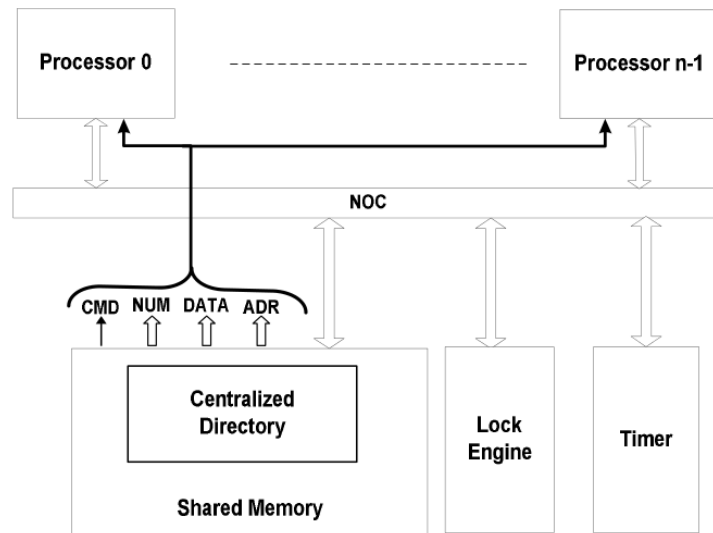 Processor 0
Processor n-1
NOC
CMD NUM DATA ADR
Centralized
Directory
Shared Memory
Lock
Engine
Timer